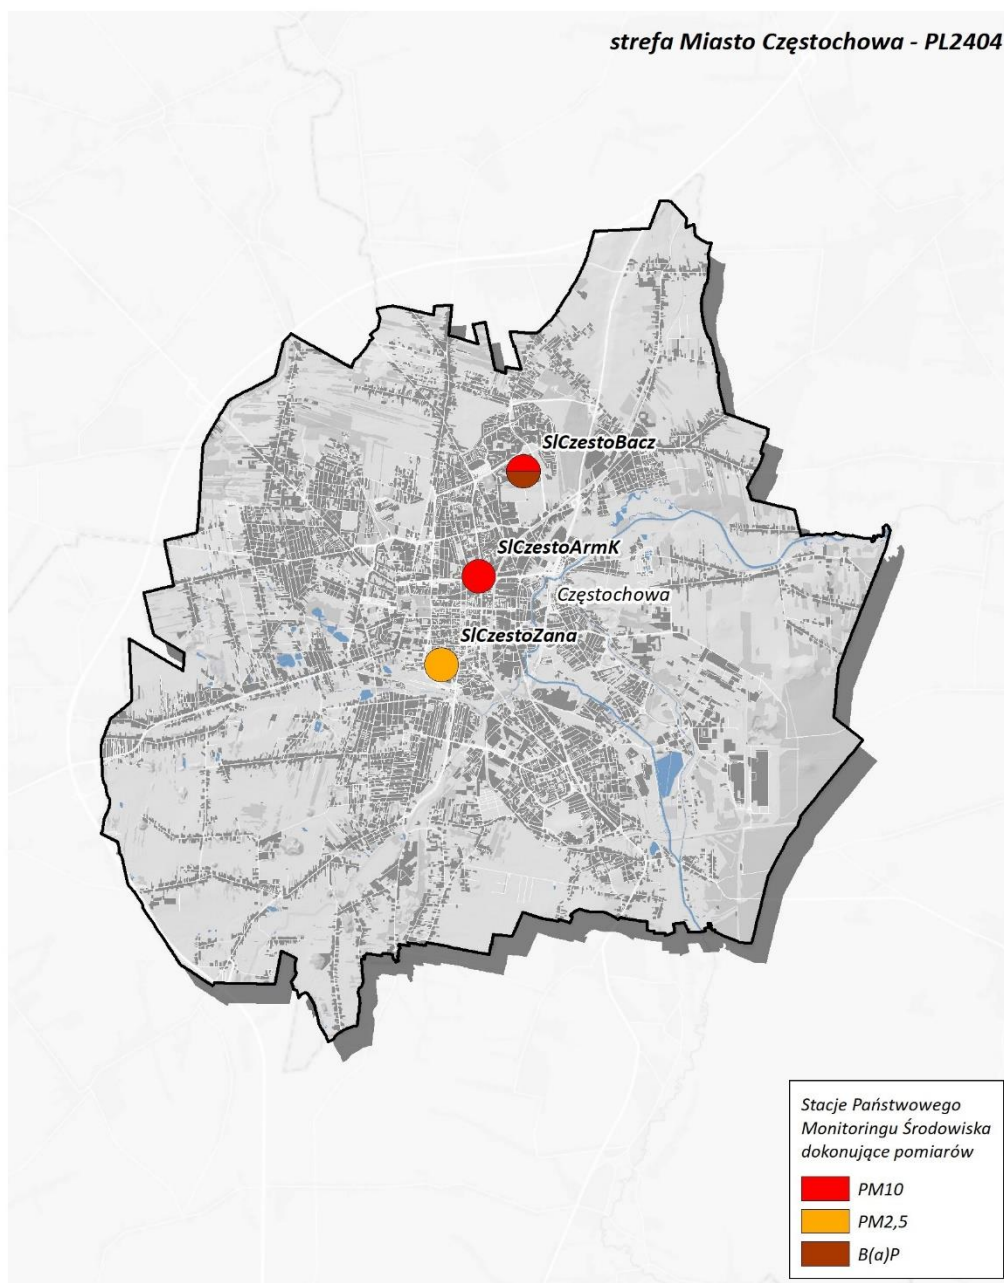 strefa Miasto Częstochowa - PL2404
SlCzestoBacz
SlCzestoArmK
Częstochowa
SlCzestoZana
Stacje Państwowego
Monitoringu Środowiska
dokonujące pomiarów
PM10
PM2,5
B(a)P